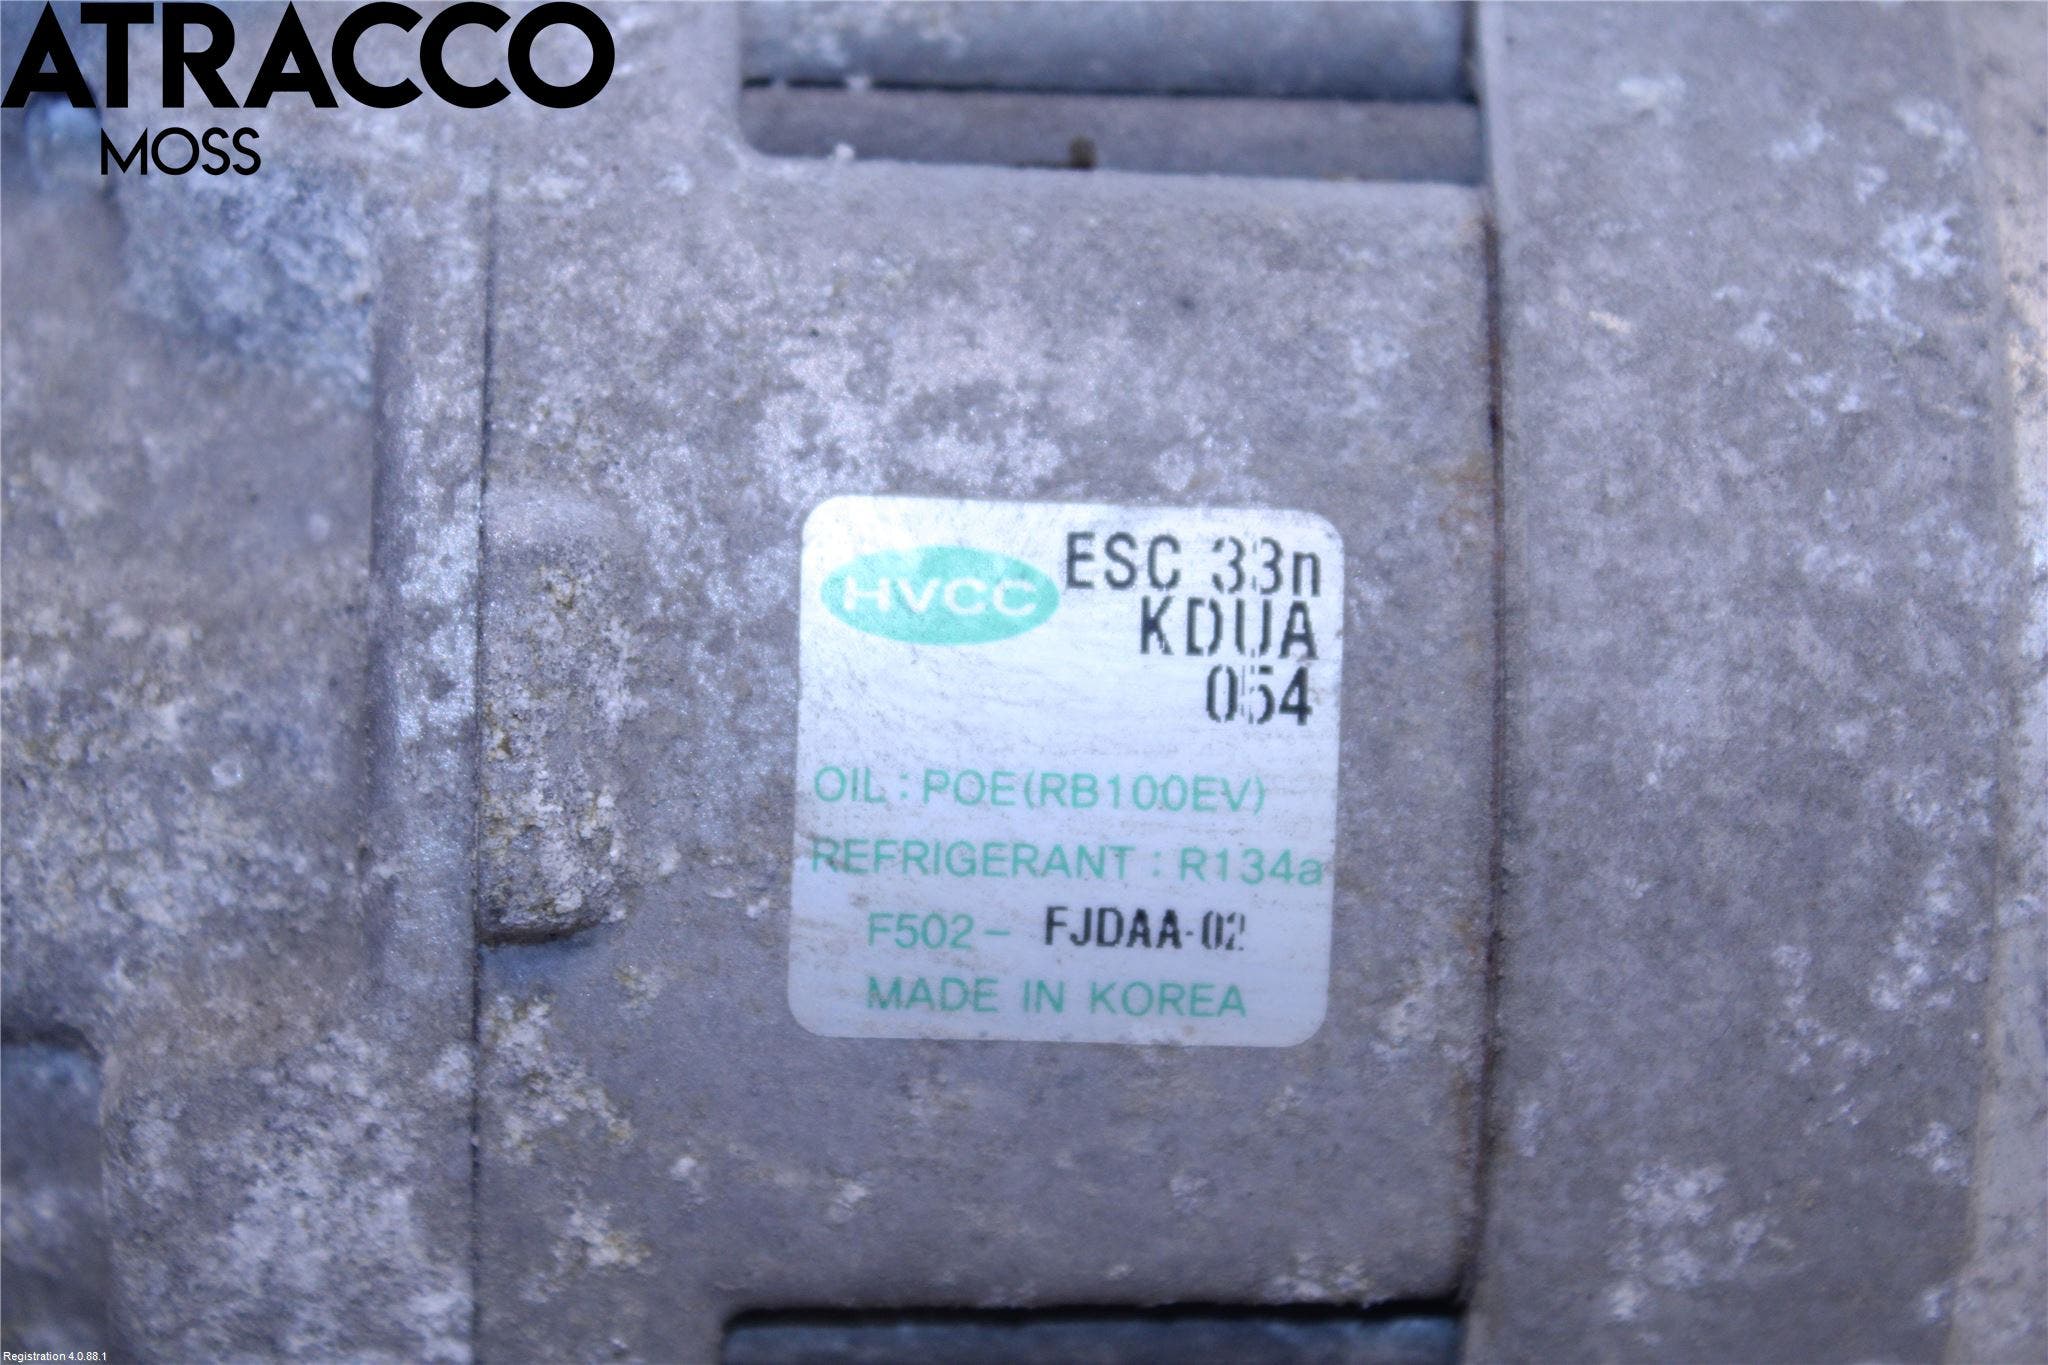 ATRACCO
MOSS
HVCC
ESC 33n
KDUA
054
OIL : POE(RB100EV)
REFRIGERANT : R134a
F502- FJDAA-02
MADE IN KOREA
Registration 4.0.88.1